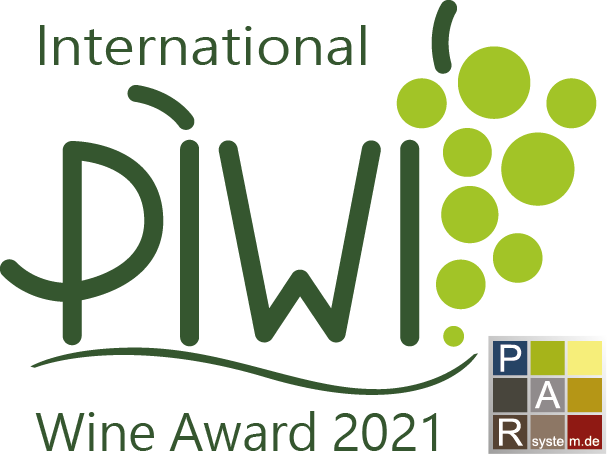 International
PIWI
Wine Award 2021
P
A
R
system.de